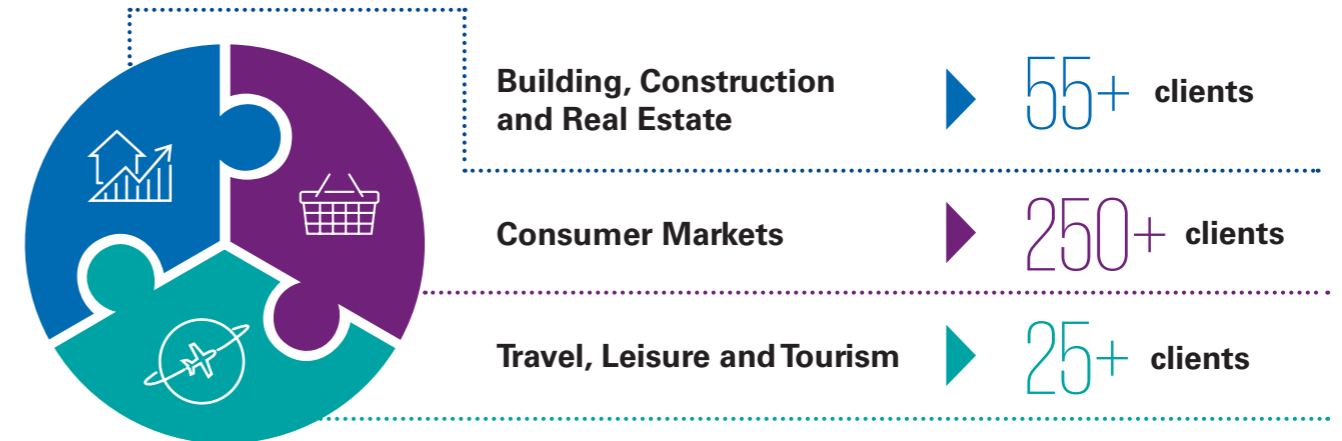 Building, Construction
and Real Estate
55+ clients
Consumer Markets
250+ clients
Travel, Leisure and Tourism
25+ clients